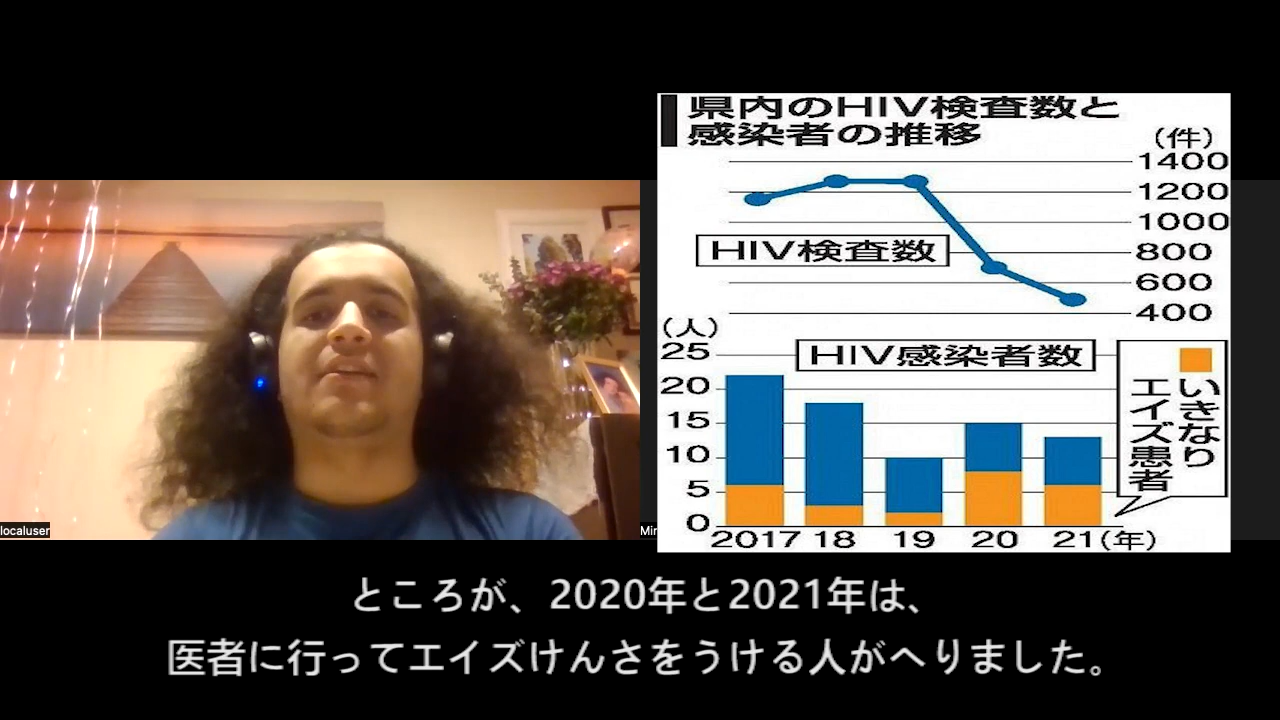 県内のHIV検査数と
感染者の推移
(件)
1400
1200
1000
800
600
400
HIV検査数
(人)
25
20
15
10
5
0
HIV感染者数
いきなり
エイズ患者
2017 18 19 20 21(年)
localuser
ところが、2020年と2021年は、
医者に行ってエイズけんさをうける人がへりました。